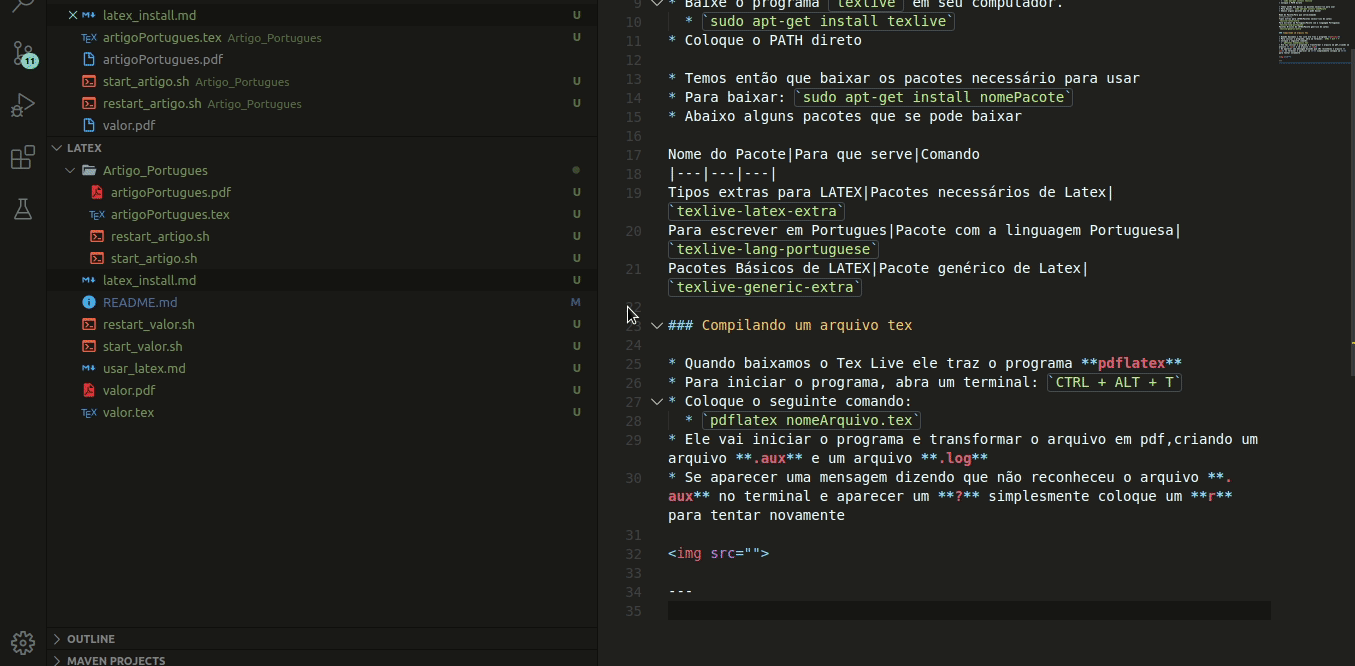 latex_install.md U
artigoPortugues.tex Artigo_Portugues U
artigoPortugues.pdf
start_artigo.sh Artigo_Portugues U
restart_artigo.sh Artigo_Portugues U
valor.pdf
11
LATEX
Artigo_Portugues
artigoPortugues.pdf U
artigoPortugues.tex U
restart_artigo.sh U
start_artigo.sh U
latex_install.md U
README.md M
restart_valor.sh U
start_valor.sh U
usar_latex.md U
valor.pdf U
valor.tex U
OUTLINE
MAVEN PROJECTS
9 * Baixe o programa `texlive` em seu computador.
10 * `sudo apt-get install texlive`
11 * Coloque o PATH direto
12
13 * Temos então que baixar os pacotes necessário para usar
14 * Para baixar: `sudo apt-get install nomePacote`
15 * Abaixo alguns pacotes que se pode baixar
16
17 Nome do Pacote|Para que serve|Comando
18 |---|---|---|
19 Tipos extras para LATEX|Pacotes necessários de Latex|
`texlive-latex-extra`
20 Para escrever em Portugues|Pacote com a linguagem Portuguesa|
`texlive-lang-portuguese`
21 Pacotes Básicos de LATEX|Pacote genérico de Latex|
`texlive-generic-extra`
22
23 ### Compilando um arquivo tex
24
25 * Quando baixamos o Tex Live ele traz o programa **pdflatex**
26 * Para iniciar o programa, abra um terminal: `CTRL + ALT + T`
27 * Coloque o seguinte comando:
28 * `pdflatex nomeArquivo.tex`
29 * Ele vai iniciar o programa e transformar o arquivo em pdf,criando um
arquivo **.aux** e um arquivo **.log**
30 * Se aparecer uma mensagem dizendo que não reconheceu o arquivo **.
aux** no terminal e aparecer um **?** simplesmente coloque um **r**
para tentar novamente
31
32 <img src="">
33
34 ---
35